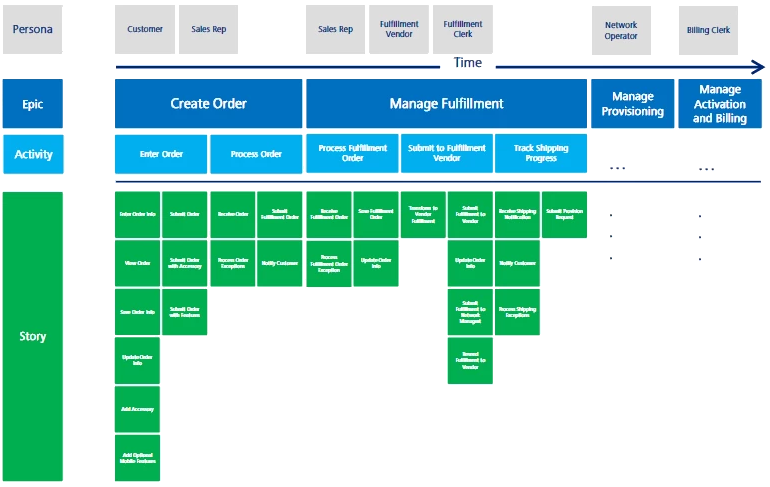 Persona
Customer
Sales Rep
Sales Rep
Fulfillment
Vendor
Fulfillment
Clerk
Network
Operator
Billing Clerk
Time
Epic
Create Order
Manage Fulfillment
Manage
Provisioning
Manage
Activation
and Billing
Activity
Enter Order
Process Order
Process Fulfillment
Order
Submit to Fulfillment
Vendor
Track Shipping
Progress
...
...
Story
Enter Order Info
Submit Order
Receive Order
Submit
Fulfillment Order
Receive
Fulfillment Order
Save Fulfillment
Order
Transform to
Vendor
Fulfillment
Submit
Fulfillment to
Vendor
Receive Shipping
Notification
Submit Provision
Request
View Order
Submit Order
with Accessory
Process Order
Exceptions
Notify Customer
Process
Fulfillment Order
Exception
Update Order
Info
Update Order
Info
Notify Customer
Save Order Info
Submit Order
with Features
Submit
Fulfillment to
Network
Process Shipping
Exceptions
Update Order
Info
Fulfillment to
Vendor
Add Accessory
Add Optional
Mobile Features